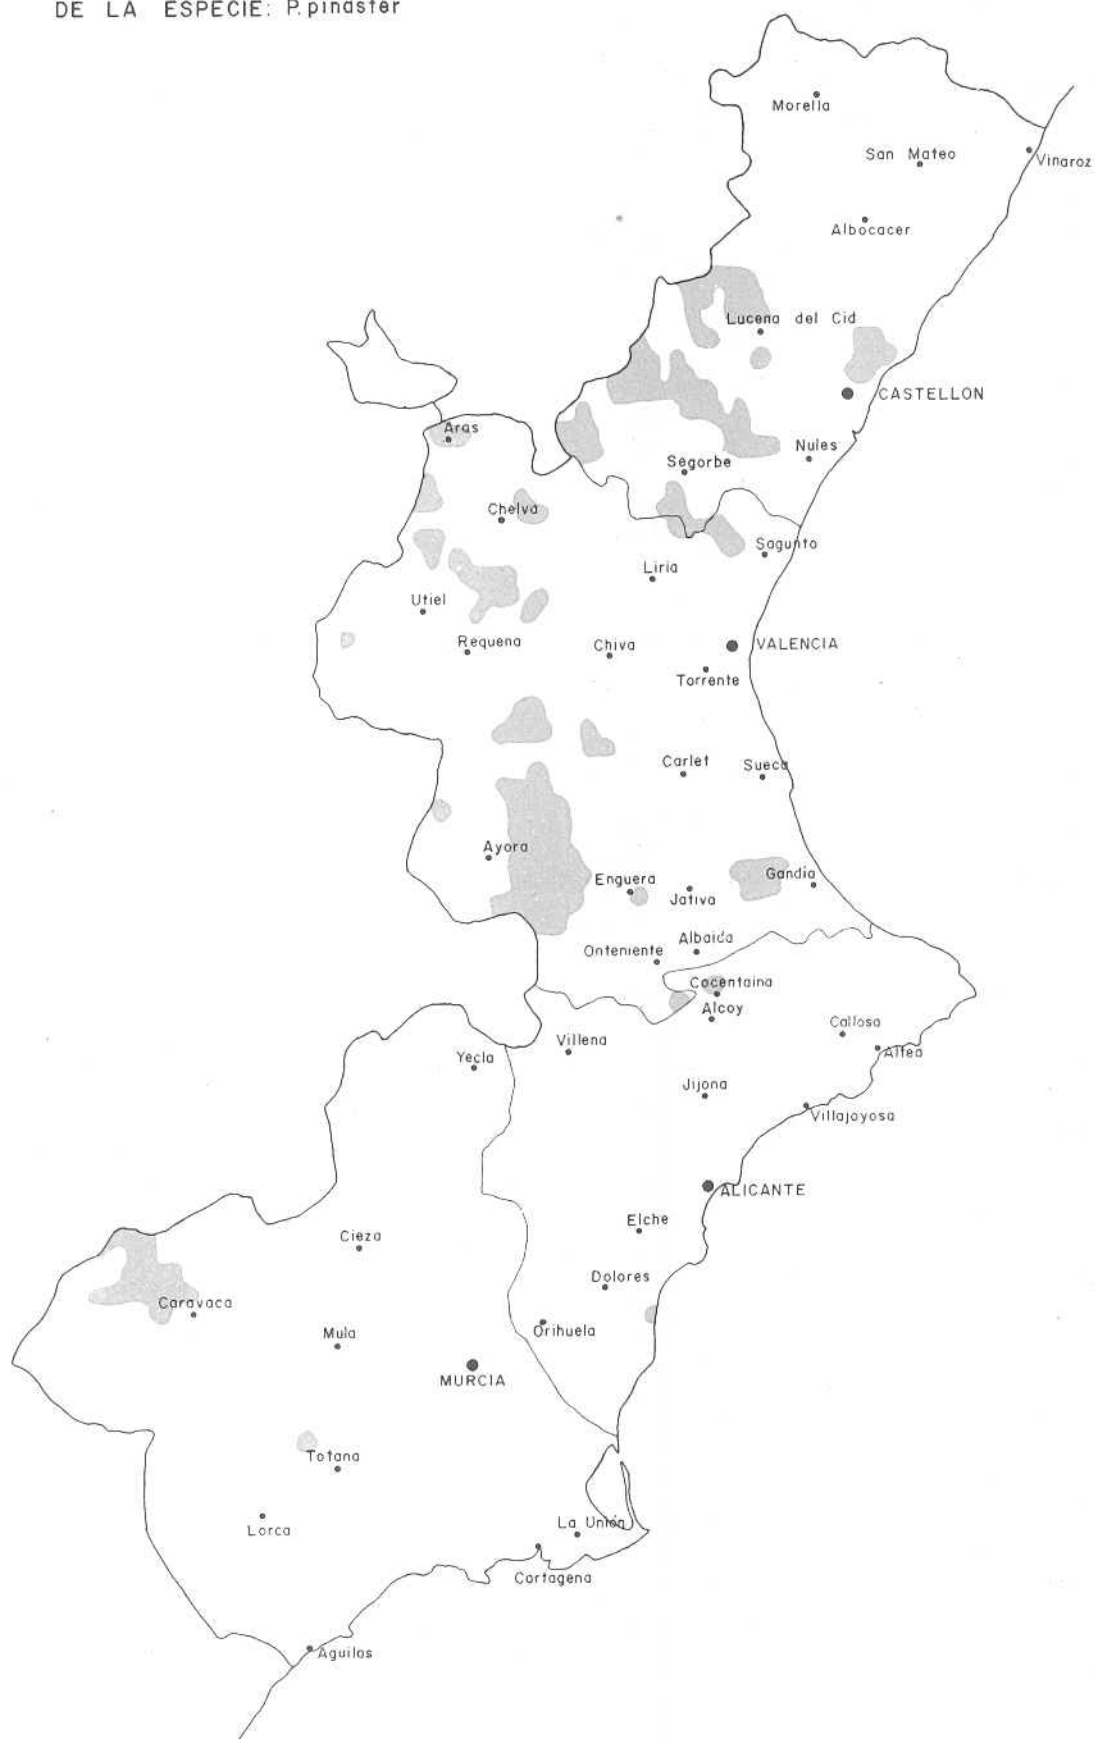 DE LA ESPECIE: P. pinaster
Morella
San Mateo
Vinaroz
Albocacer
Lucena del Cid
CASTELLON
Aras
Nules
Segorbe
Chelva
Sagunto
Liria
Utiel
Requena
Chiva
VALENCIA
Torrente
Carlet
Sueca
Ayora
Enguera
Gandia
Jativa
Albaida
Onteniente
Cocentaina
Alcoy
Callosa
Villena
Altea
Yecla
Jijona
Villajoyosa
ALICANTE
Elche
Cieza
Dolores
Caravaca
Orihuela
Mula
MURCIA
Totana
La Unión
Lorca
Cartagena
Aguilas